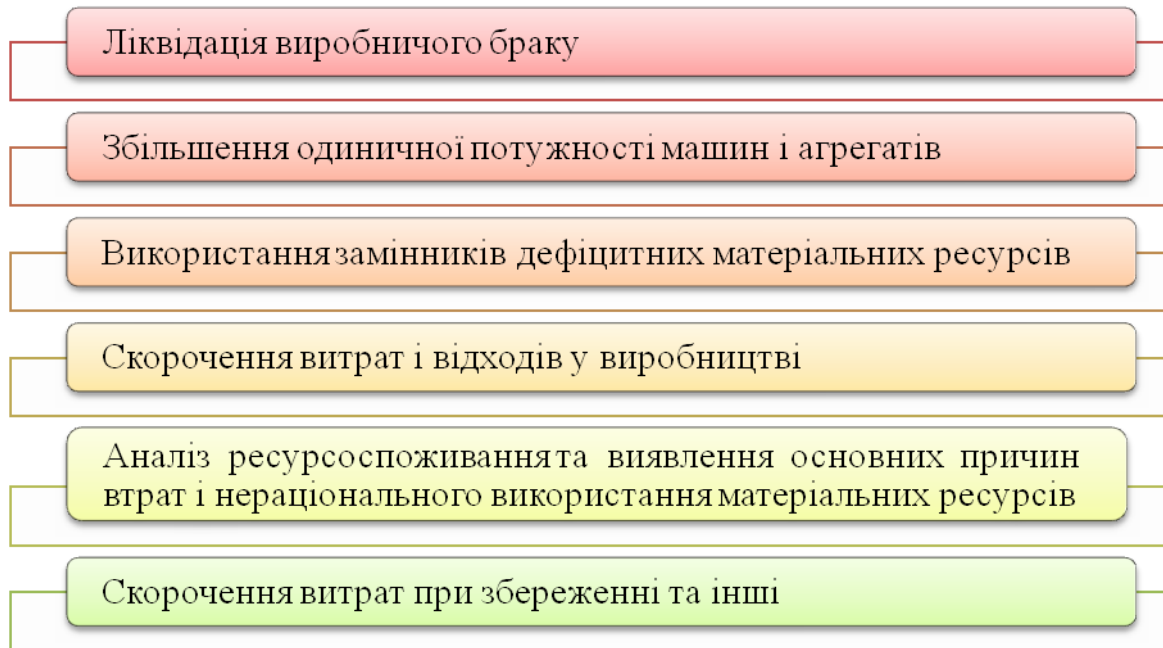 Ліквідація виробничого браку
Збільшення одиничної потужності машин і агрегатів
Використання замінників дефіцитних матеріальних ресурсів
Скорочення витрат і відходів у виробництві
Аналіз ресурсоспоживання та виявлення основних причин
втрат і нераціонального використання матеріальних ресурсів
Скорочення витрат при збереженні та інші